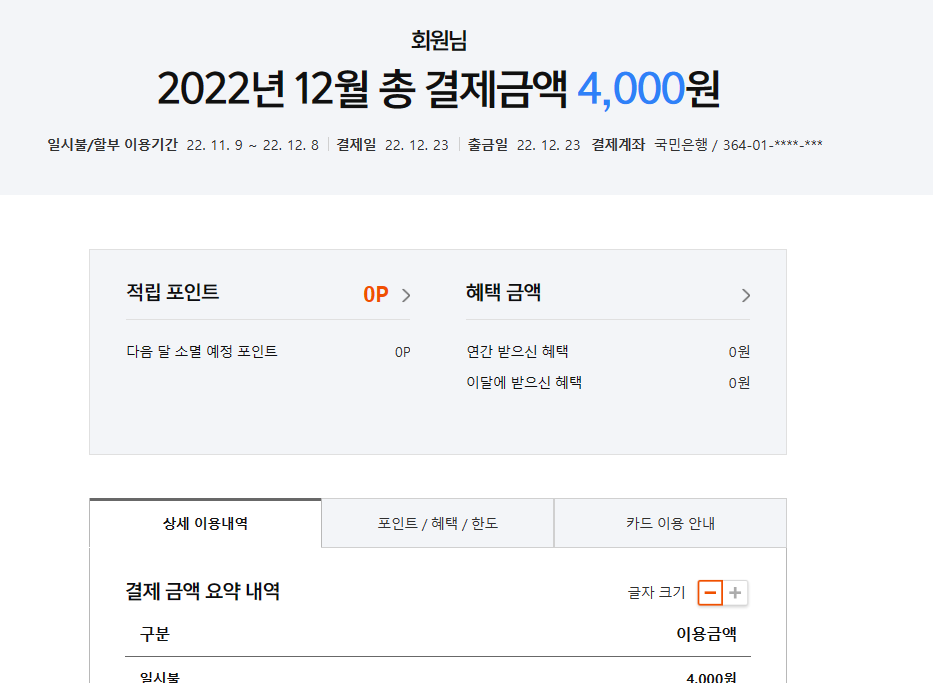 회원님
2022년 12월 총 결제금액 4,000원
일시불/할부 이용기간 22. 11. 9 ~ 22. 12. 8 결제일 22. 12. 23 출금일 22. 12. 23 결제계좌 국민은행 / 364-01-****-***
적립 포인트 0P
다음 달 소멸 예정 포인트 0P
혜택 금액
연간 받으신 혜택 0원
이달에 받으신 혜택 0원
상세 이용내역 포인트 / 혜택 / 한도 카드 이용 안내
결제 금액 요약 내역 글자 크기 - +
구분 이용금액
일시불 4,000원